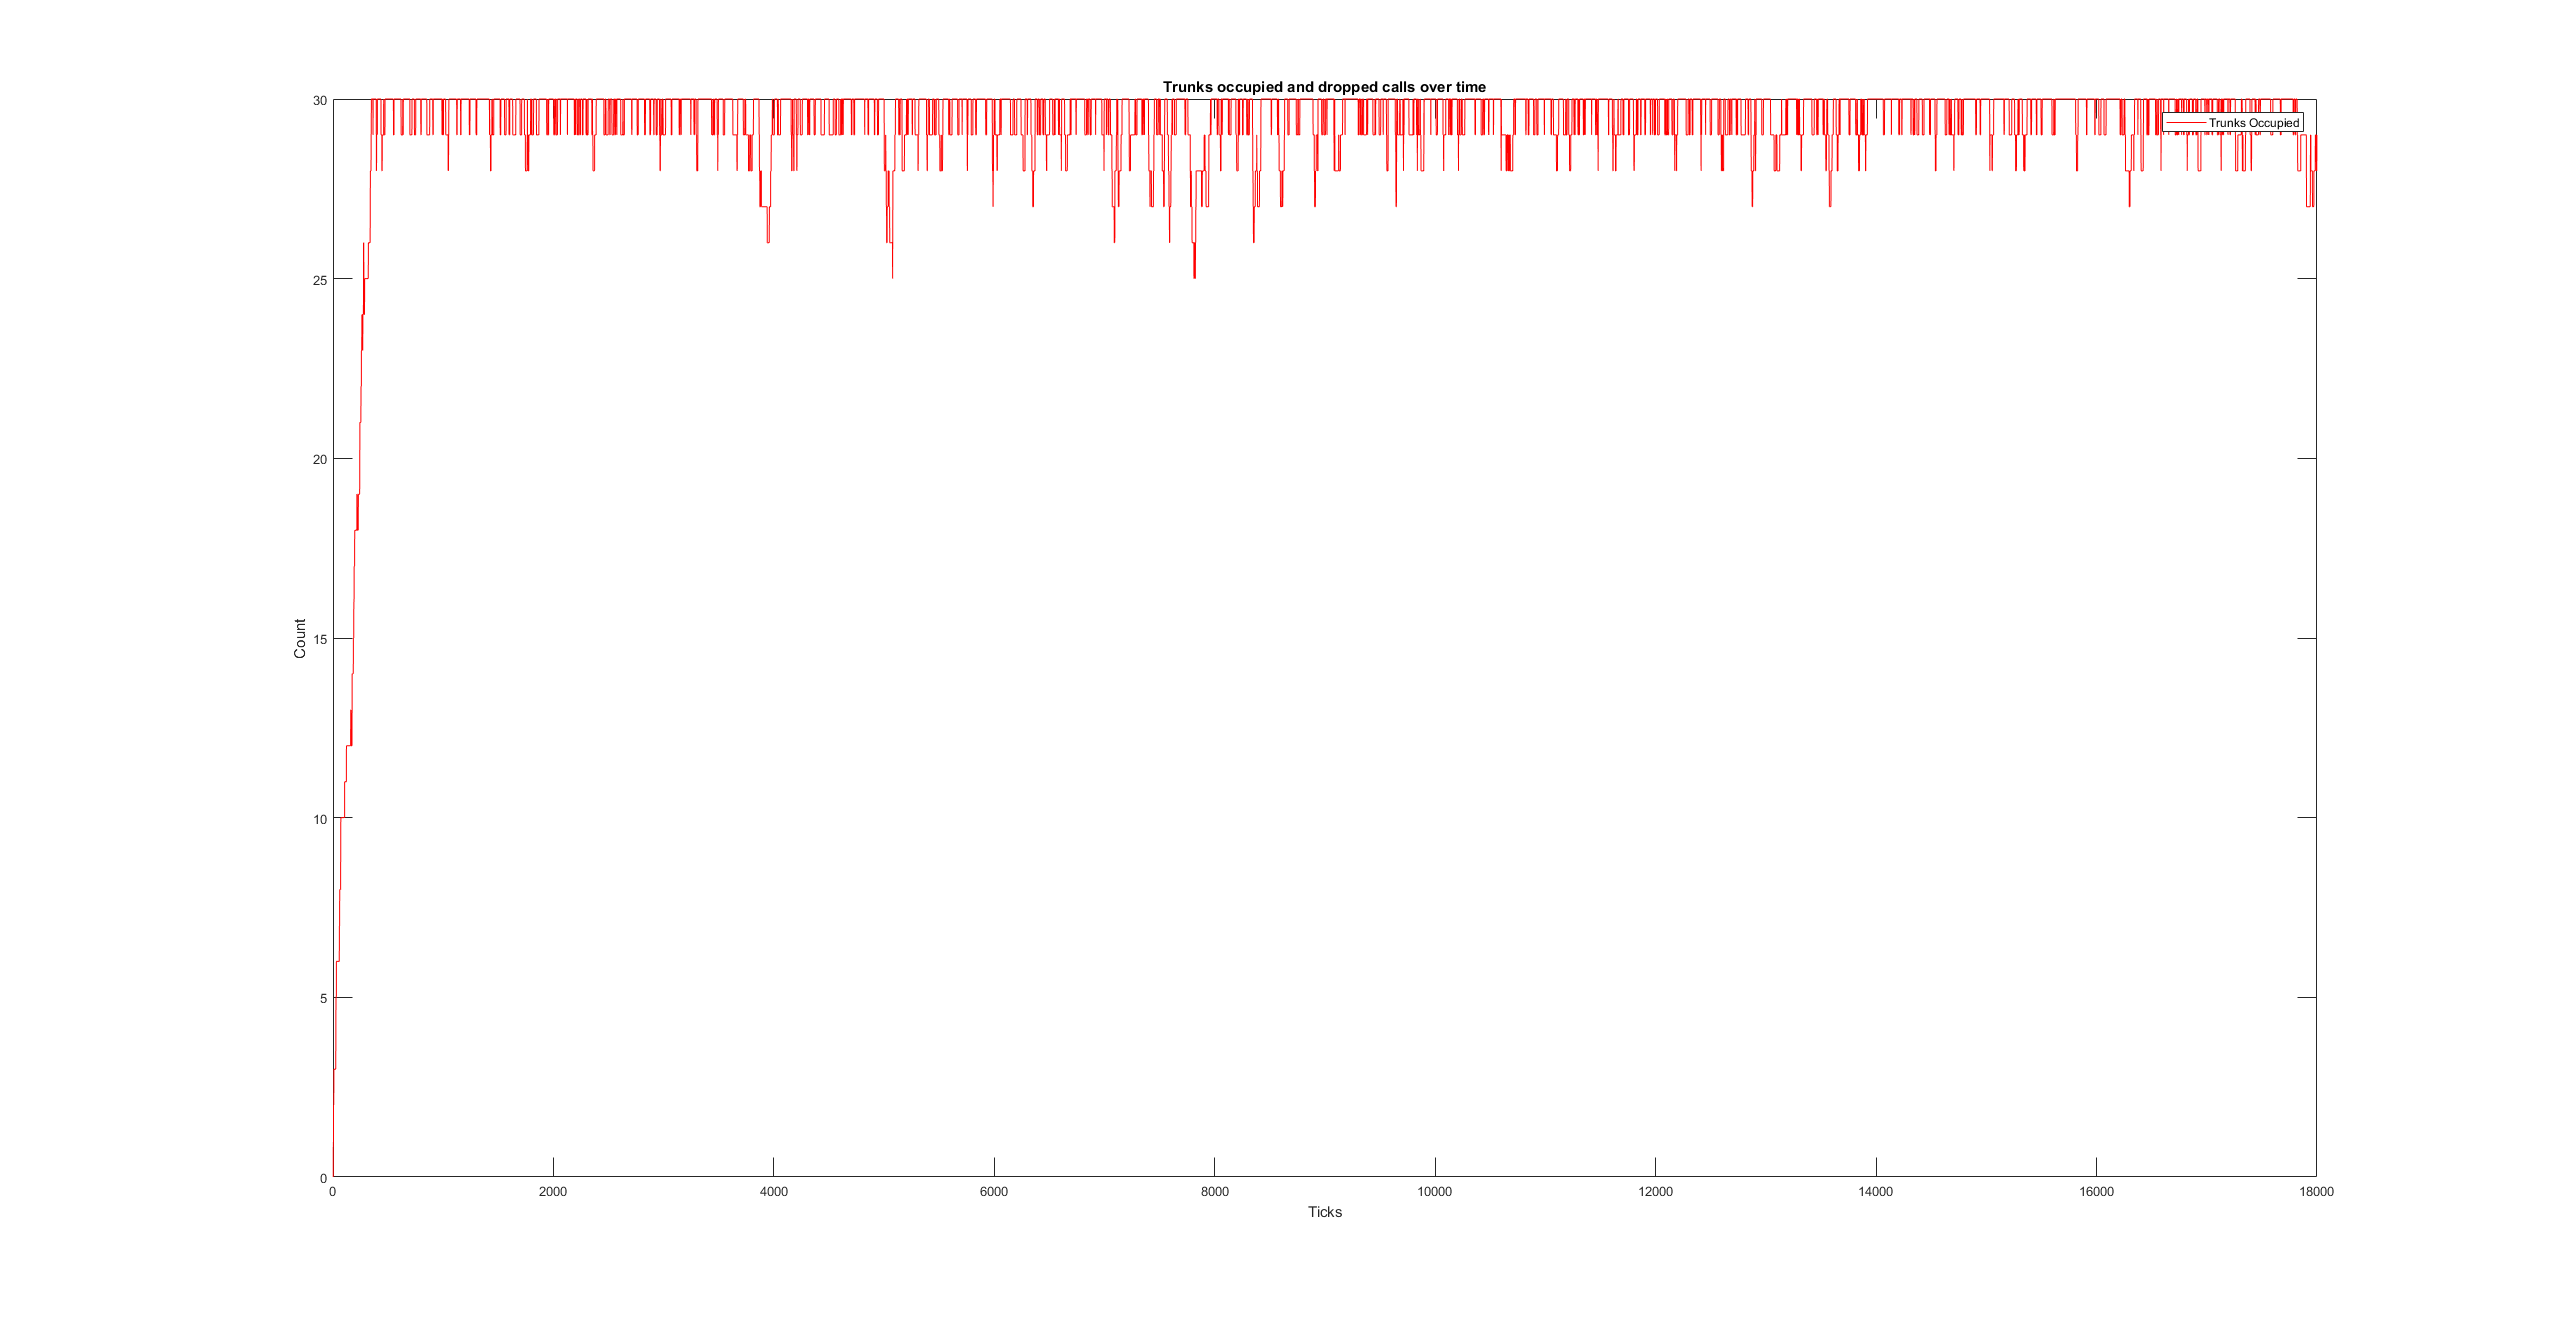 Trunks occupied and dropped calls over time
30
Trunks Occupied
25
20
15
Count
10
5
0
0 2000 4000 6000 8000 10000 12000 14000 16000 18000
Ticks